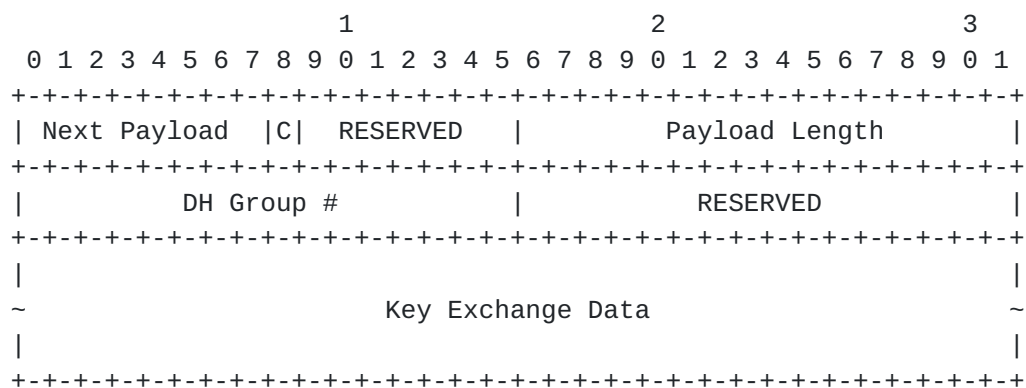 1                   2                   3
 0 1 2 3 4 5 6 7 8 9 0 1 2 3 4 5 6 7 8 9 0 1 2 3 4 5 6 7 8 9 0 1
+-+-+-+-+-+-+-+-+-+-+-+-+-+-+-+-+-+-+-+-+-+-+-+-+-+-+-+-+-+-+-+-+
| Next Payload  |C|  RESERVED   |         Payload Length        |
+-+-+-+-+-+-+-+-+-+-+-+-+-+-+-+-+-+-+-+-+-+-+-+-+-+-+-+-+-+-+-+-+
|          DH Group #           |           RESERVED            |
+-+-+-+-+-+-+-+-+-+-+-+-+-+-+-+-+-+-+-+-+-+-+-+-+-+-+-+-+-+-+-+-+
|                                                               |
~                       Key Exchange Data                       ~
|                                                               |
+-+-+-+-+-+-+-+-+-+-+-+-+-+-+-+-+-+-+-+-+-+-+-+-+-+-+-+-+-+-+-+-+